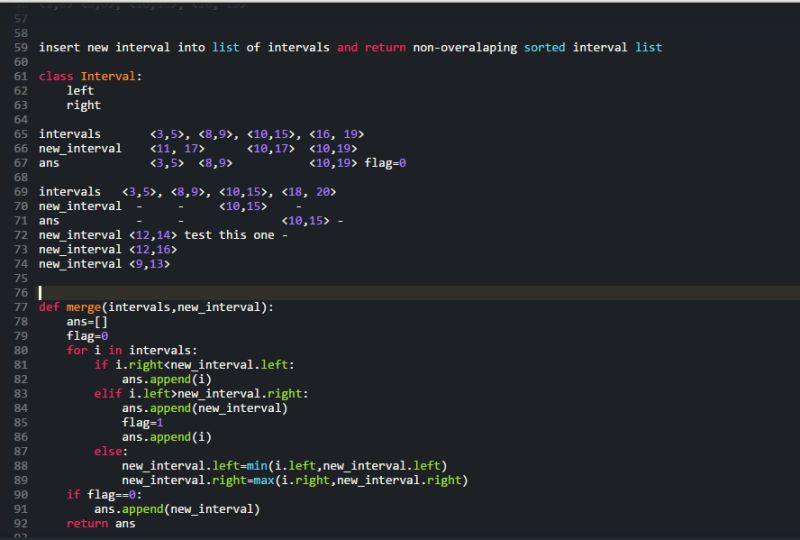 57
58
59 insert new interval into list of intervals and return non-overalaping sorted interval list
60
61 class Interval:
62     left
63     right
64
65 intervals       <3,5>, <8,9>, <10,15>, <16, 19>
66 new_interval    <11, 17>      <10,17>  <10,19>
67 ans             <3,5>  <8,9>           <10,19> flag=0
68
69 intervals   <3,5>, <8,9>, <10,15>, <18, 20>
70 new_interval  -     -     <10,15>    -
71 ans           -     -              <10,15> -
72 new_interval <12,14> test this one -
73 new_interval <12,16>
74 new_interval <9,13>
75
76
77 def merge(intervals,new_interval):
78     ans=[]
79     flag=0
80     for i in intervals:
81         if i.right<new_interval.left:
82             ans.append(i)
83         elif i.left>new_interval.right:
84             ans.append(new_interval)
85             flag=1
86             ans.append(i)
87         else:
88             new_interval.left=min(i.left,new_interval.left)
89             new_interval.right=max(i.right,new_interval.right)
90     if flag==0:
91         ans.append(new_interval)
92     return ans